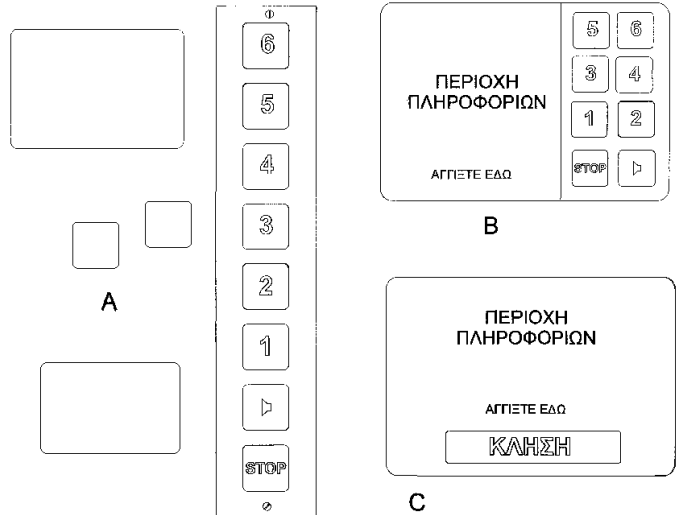 6
5
4
3
2
1
STOP
A
ΠΕΡΙΟΧΗ
ΠΛΗΡΟΦΟΡΙΩΝ
ΑΓΓΙΞΤΕ ΕΔΩ
5 6
3 4
1 2
STOP
B
ΠΕΡΙΟΧΗ
ΠΛΗΡΟΦΟΡΙΩΝ
ΑΓΓΙΞΤΕ ΕΔΩ
ΚΛΗΣΗ
C